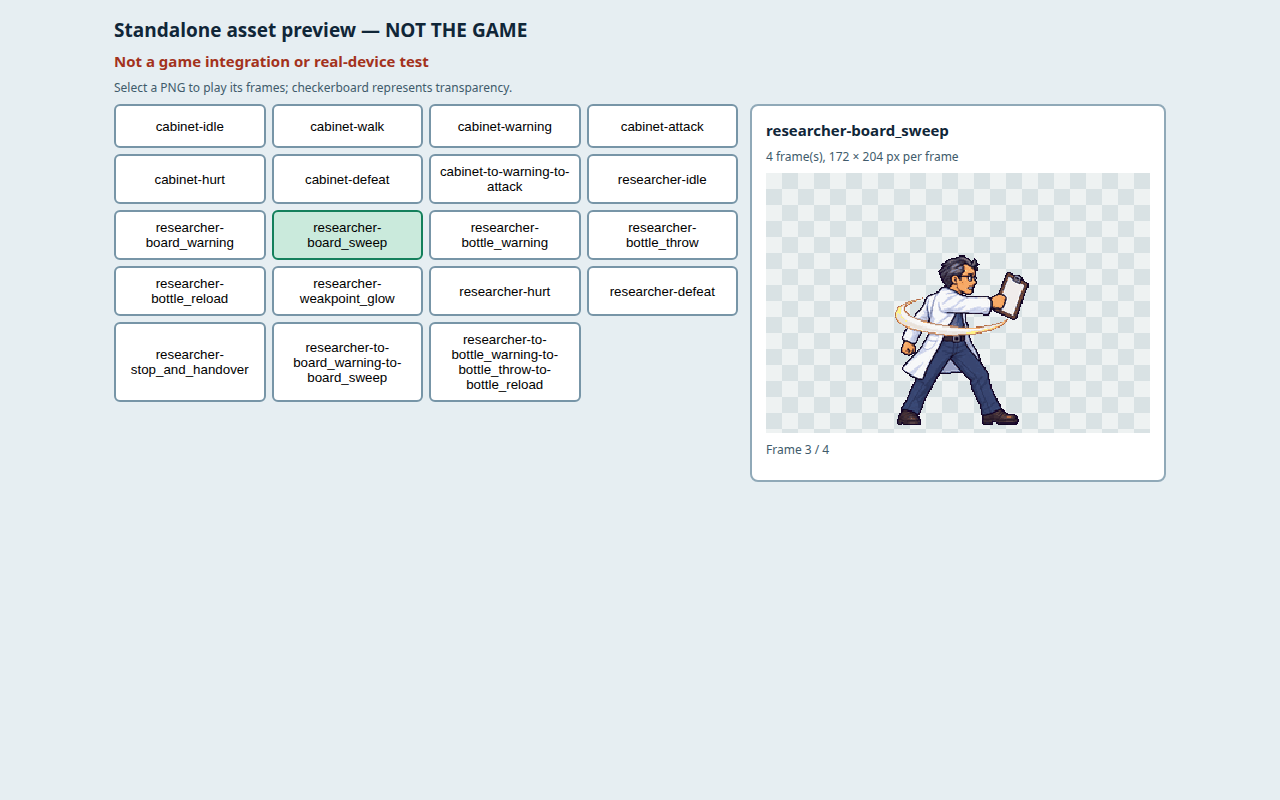 Standalone asset preview — NOT THE GAME
Not a game integration or real-device test
Select a PNG to play its frames; checkerboard represents transparency.
cabinet-idle
cabinet-walk
cabinet-warning
cabinet-attack
cabinet-hurt
cabinet-defeat
cabinet-to-warning-to-
attack
researcher-idle
researcher-
board_warning
researcher-
board_sweep
researcher-
bottle_warning
researcher-
bottle_throw
researcher-
bottle_reload
researcher-
weakpoint_glow
researcher-hurt
researcher-defeat
researcher-
stop_and_handover
researcher-to-
board_warning-to-
board_sweep
researcher-to-
bottle_warning-to-
bottle_throw-to-
bottle_reload
researcher-board_sweep
4 frame(s), 172 × 204 px per frame
Frame 3 / 4